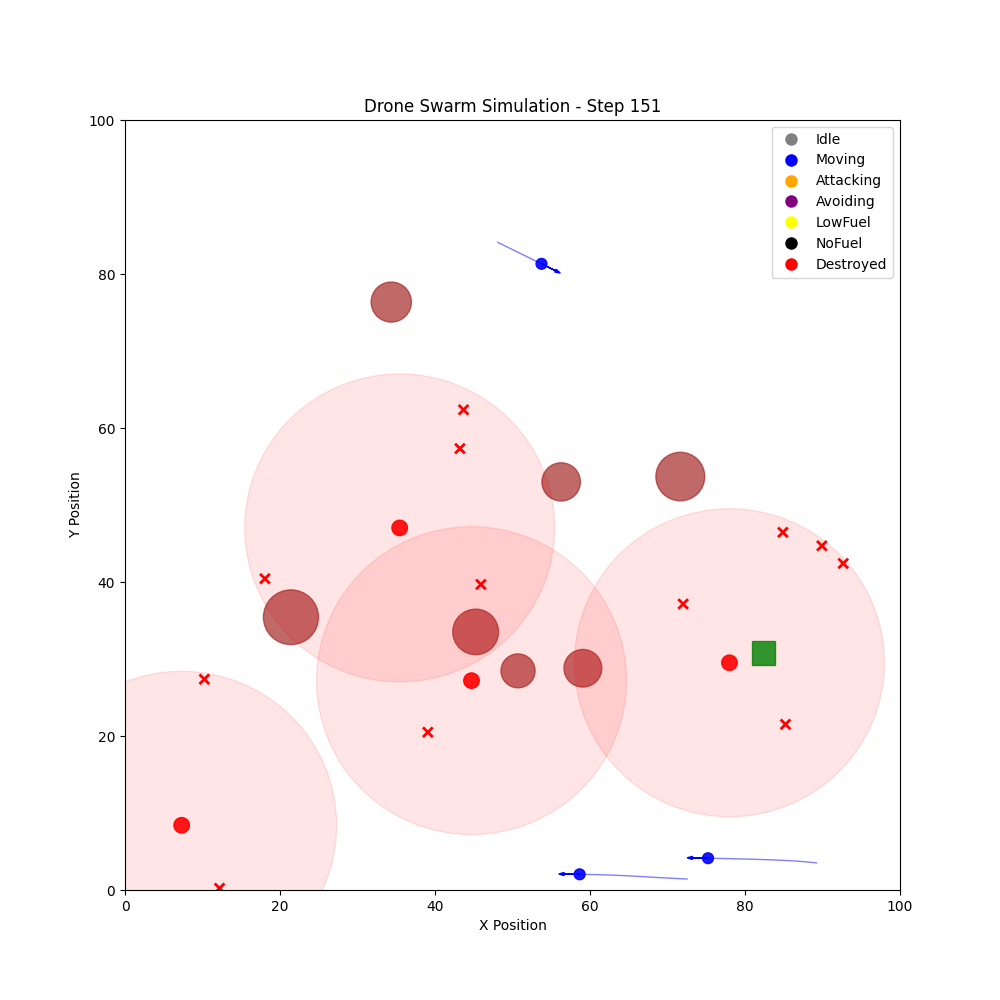 Drone Swarm Simulation - Step 151
100
80
60
40
20
0
Y Position
0 20 40 60 80 100
X Position
Idle
Moving
Attacking
Avoiding
LowFuel
NoFuel
Destroyed